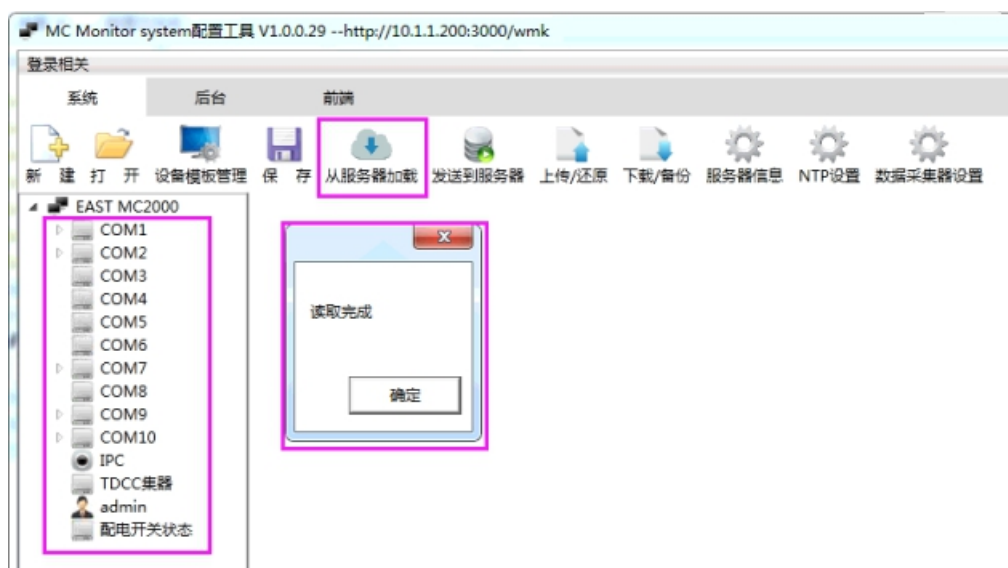 MC Monitor system配置工具 V1.0.0.29 --http://10.1.1.200:3000/wmk
登录相关
系统 后台 前端
新 建 打 开 设备模板管理 保 存 从服务器加载 发送到服务器 上传/还原 下载/备份 服务器信息 NTP设置 数据采集器设置
EAST MC2000
COM1
COM2
COM3
COM4
COM5
COM6
COM7
COM8
COM9
COM10
IPC
TDCC集器
admin
配电开关状态
读取完成
确定